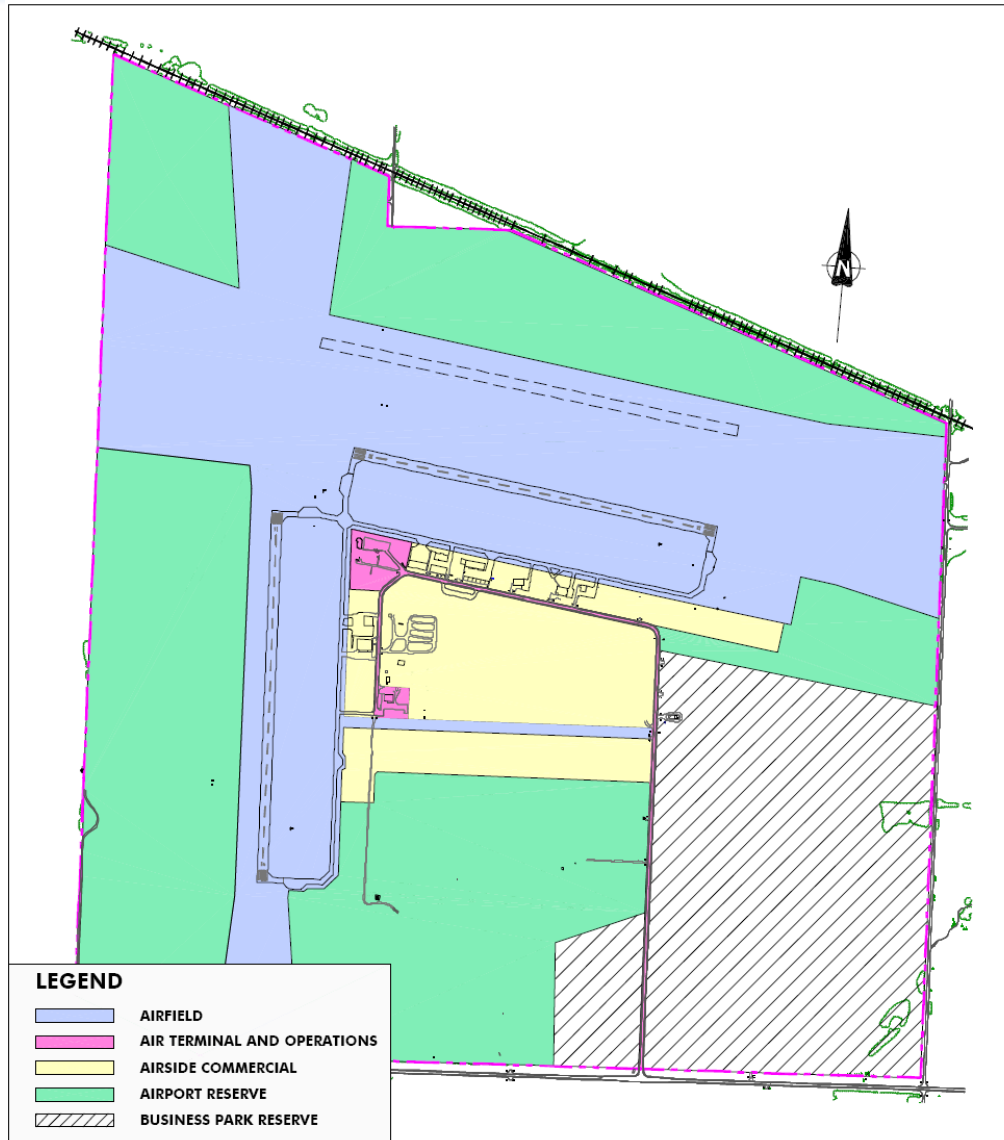 N
LEGEND
AIRFIELD
AIR TERMINAL AND OPERATIONS
AIRSIDE COMMERCIAL
AIRPORT RESERVE
BUSINESS PARK RESERVE